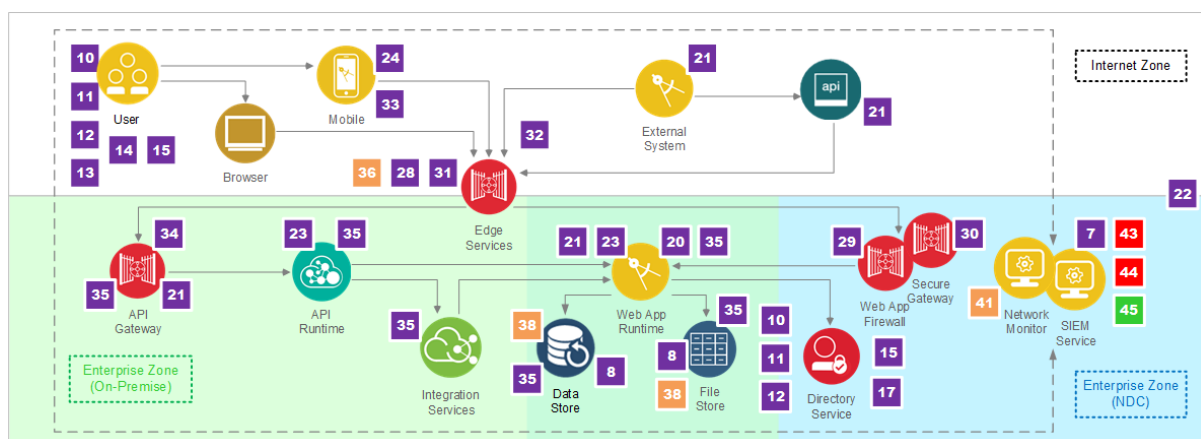 10
24
21
Internet Zone
11
33
api
User
Mobile
21
12
External
System
32
14
15
13
Browser
36
28
31
22
Edge
Services
34
23
35
21
23
20
35
29
30
7
43
35
21
API
Gateway
API
Runtime
Web App
Runtime
Web App
Firewall
Secure
Gateway
41
Network
Monitor
SIEM
Service
44
45
35
38
35
10
Enterprise Zone
(On-Premise)
8
11
15
35
8
38
12
17
Integration
Services
Data
Store
File
Store
Directory
Service
Enterprise Zone
(NDC)